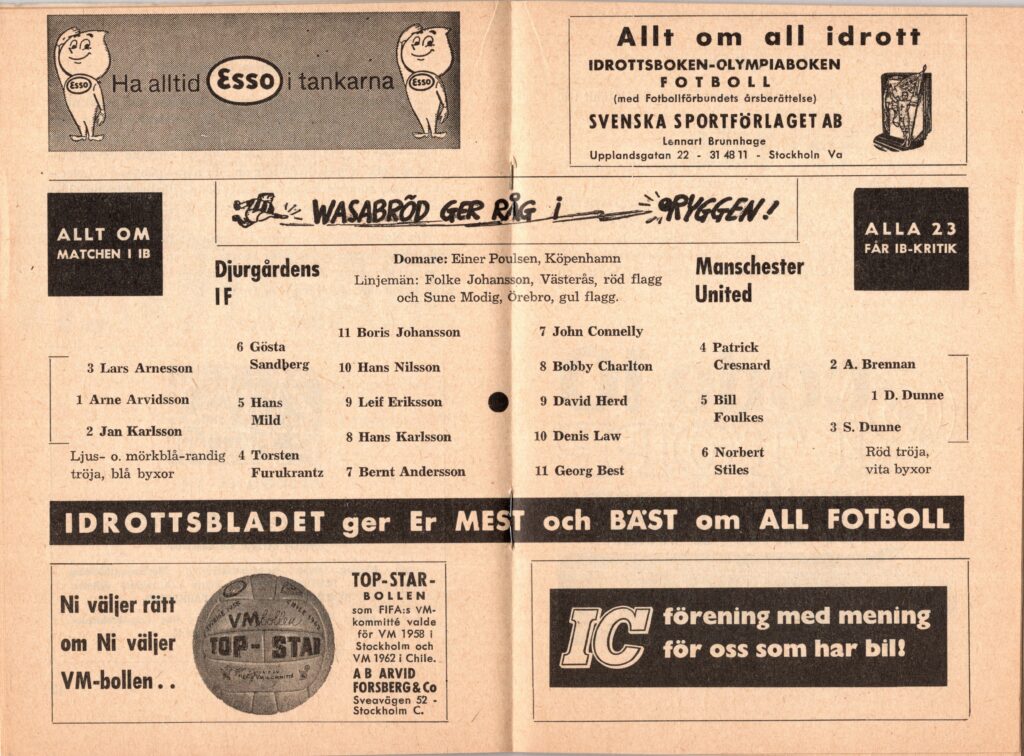 Ha alltid Esso i tankarna
ESSO
ESSO
Allt om all idrott
IDROTTSBOKEN-OLYMPIABOKEN
FOTBOLL
(med Fotbollförbundets årsberättelse)
SVENSKA SPORTFÖRLAGET AB
Lennart Brunnhage
Upplandsgatan 22 - 31 48 11 - Stockholn Va
ALLT OM
MATCHEN I IB
WASABRÖD GER RÅG i RYGGEN!
ALLA 23
FÅR IB-KRITIK
Djurgårdens
IF
Domare: Einer Poulsen, Köpenhamn
Linjemän: Folke Johansson, Västerås, röd flagg
och Sune Modig, Örebro, gul flagg.
Manschester
United
3 Lars Arnesson
1 Arne Arvidsson
2 Jan Karlsson
Ljus- o. mörkblå-randig
tröja, blå byxor
6 Gösta
Sandberg
5 Hans
Mild
4 Torsten
Furukrantz
11 Boris Johansson
10 Hans Nilsson
9 Leif Eriksson
8 Hans Karlsson
7 Bernt Andersson
7 John Connelly
8 Bobby Charlton
9 David Herd
10 Denis Law
11 Georg Best
4 Patrick
Cresnard
5 Bill
Foulkes
6 Norbert
Stiles
2 A. Brennan
1 D. Dunne
3 S. Dunne
Röd tröja,
vita byxor
IDROTTSBLADET ger Er MEST och BÄST om ALL FOTBOLL
Ni väljer rätt
om Ni väljer
VM-bollen..
VM bollen
TOP-STAR
TOP-STAR-
BOLLEN
som FIFA:s VM-
kommitté valde
för VM 1958 i
Stockholm och
VM 1962 i Chile.
AB ARVID
FORSBERG & Co
Sveavägen 52 -
Stockholm C.
IC förening med mening
för oss som har bil!